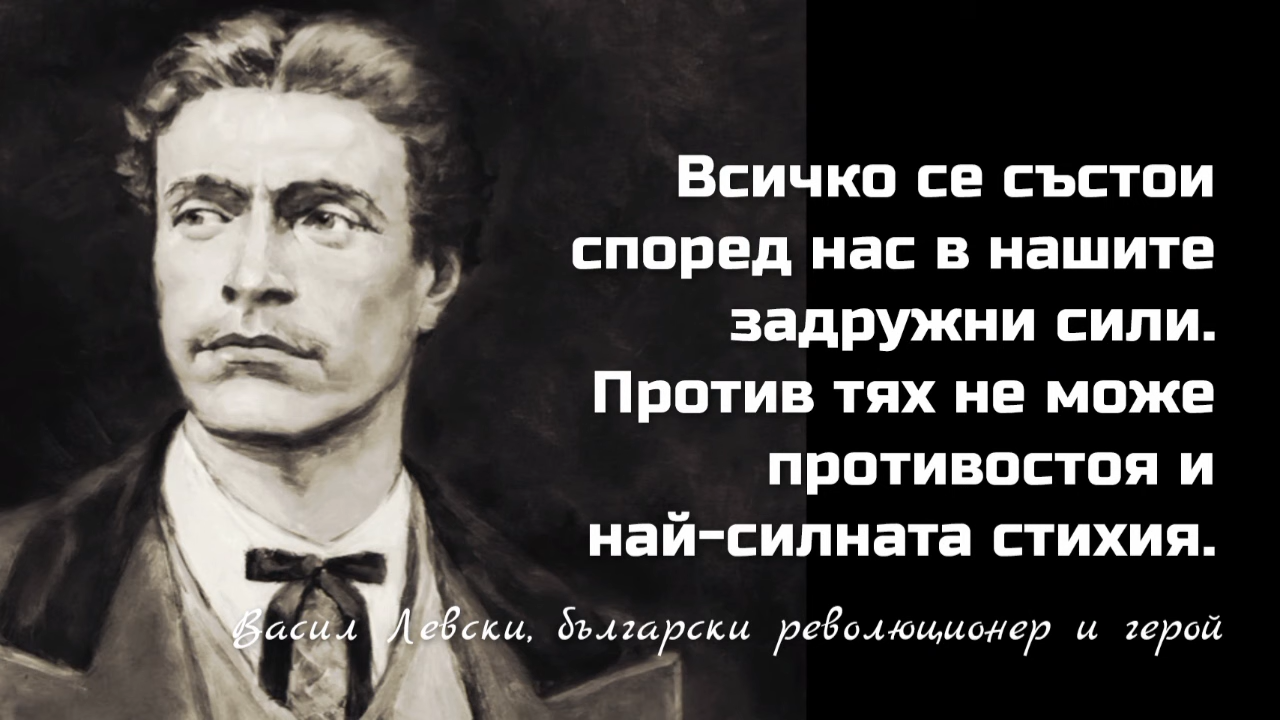 Всичко се състои
според нас в нашите
задружни сили.
Против тях не може
противостоя и
най-силната стихия.
Васил Левски, български революционер и герой